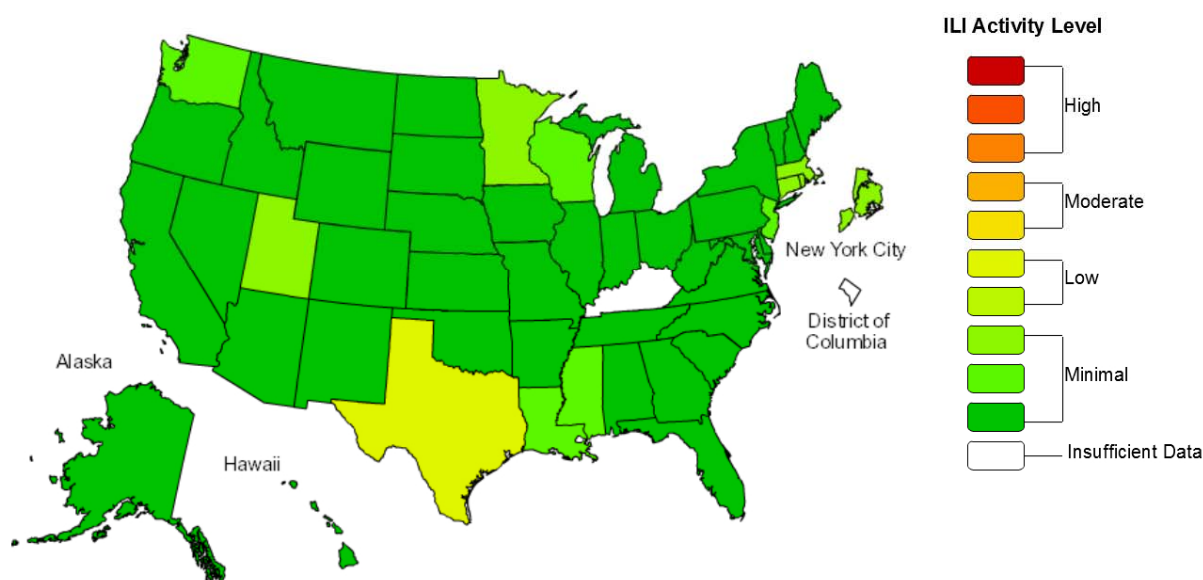 ILI Activity Level
High
Moderate
Low
Minimal
Insufficient Data
New York City
District of
Columbia
Alaska
Hawaii